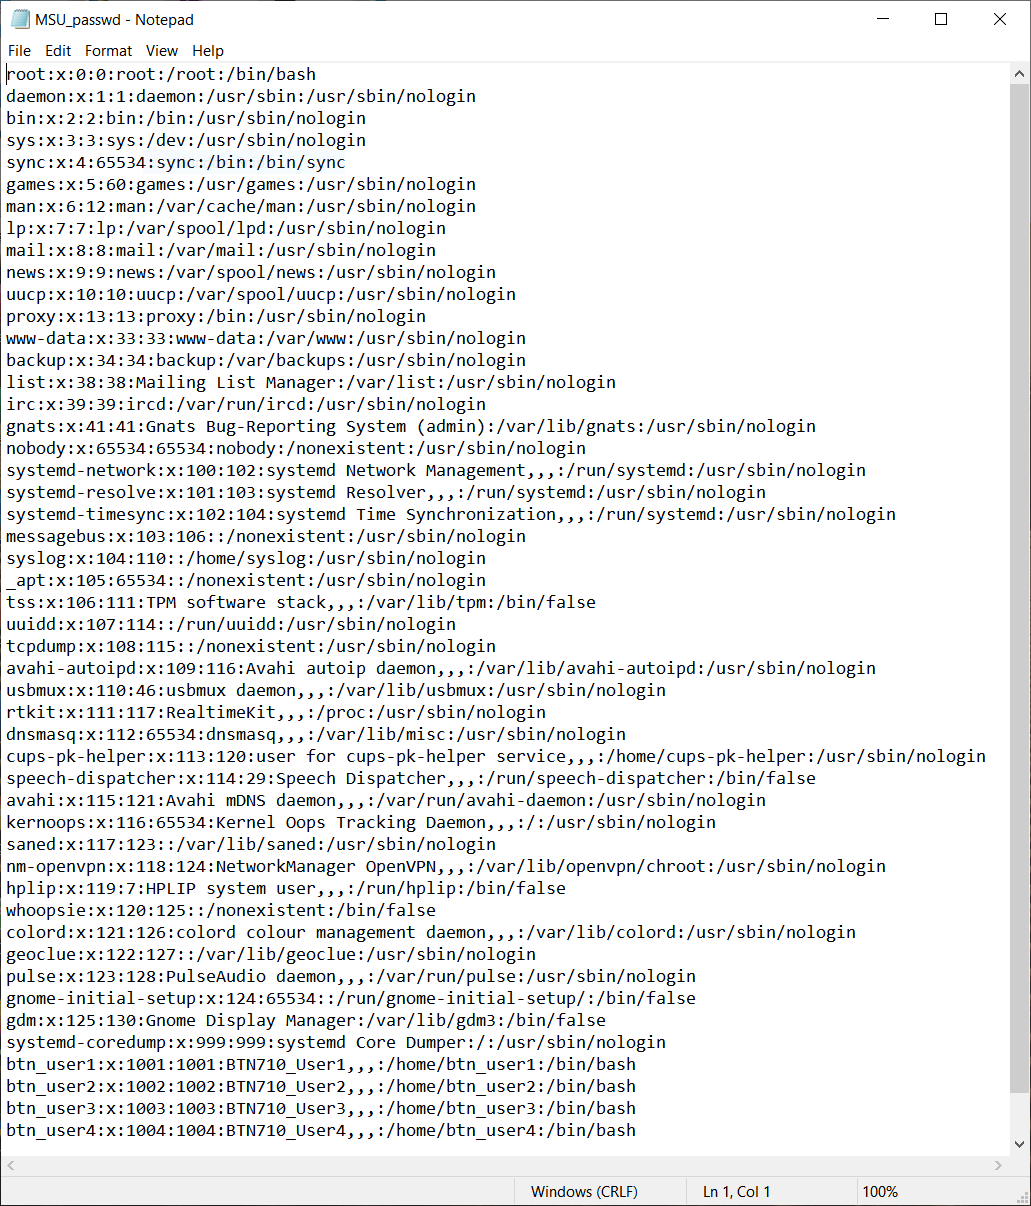 MSU_passwd - Notepad
File Edit Format View Help
root:x:0:0:root:/root:/bin/bash
daemon:x:1:1:daemon:/usr/sbin:/usr/sbin/nologin
bin:x:2:2:bin:/bin:/usr/sbin/nologin
sys:x:3:3:sys:/dev:/usr/sbin/nologin
sync:x:4:65534:sync:/bin:/bin/sync
games:x:5:60:games:/usr/games:/usr/sbin/nologin
man:x:6:12:man:/var/cache/man:/usr/sbin/nologin
lp:x:7:7:lp:/var/spool/lpd:/usr/sbin/nologin
mail:x:8:8:mail:/var/mail:/usr/sbin/nologin
news:x:9:9:news:/var/spool/news:/usr/sbin/nologin
uucp:x:10:10:uucp:/var/spool/uucp:/usr/sbin/nologin
proxy:x:13:13:proxy:/bin:/usr/sbin/nologin
www-data:x:33:33:www-data:/var/www:/usr/sbin/nologin
backup:x:34:34:backup:/var/backups:/usr/sbin/nologin
list:x:38:38:Mailing List Manager:/var/list:/usr/sbin/nologin
irc:x:39:39:ircd:/var/run/ircd:/usr/sbin/nologin
gnats:x:41:41:Gnats Bug-Reporting System (admin):/var/lib/gnats:/usr/sbin/nologin
nobody:x:65534:65534:nobody:/nonexistent:/usr/sbin/nologin
systemd-network:x:100:102:systemd Network Management,,,:/run/systemd:/usr/sbin/nologin
systemd-resolve:x:101:103:systemd Resolver,,,:/run/systemd:/usr/sbin/nologin
systemd-timesync:x:102:104:systemd Time Synchronization,,,:/run/systemd:/usr/sbin/nologin
messagebus:x:103:106::/nonexistent:/usr/sbin/nologin
syslog:x:104:110::/home/syslog:/usr/sbin/nologin
_apt:x:105:65534::/nonexistent:/usr/sbin/nologin
tss:x:106:111:TPM software stack,,,:/var/lib/tpm:/bin/false
uuidd:x:107:114::/run/uuidd:/usr/sbin/nologin
tcpdump:x:108:115::/nonexistent:/usr/sbin/nologin
avahi-autoipd:x:109:116:Avahi autoip daemon,,,:/var/lib/avahi-autoipd:/usr/sbin/nologin
usbmux:x:110:46:usbmux daemon,,,:/var/lib/usbmux:/usr/sbin/nologin
rtkit:x:111:117:RealtimeKit,,,:/proc:/usr/sbin/nologin
dnsmasq:x:112:65534:dnsmasq,,,:/var/lib/misc:/usr/sbin/nologin
cups-pk-helper:x:113:120:user for cups-pk-helper service,,,:/home/cups-pk-helper:/usr/sbin/nologin
speech-dispatcher:x:114:29:Speech Dispatcher,,,:/run/speech-dispatcher:/bin/false
avahi:x:115:121:Avahi mDNS daemon,,,:/var/run/avahi-daemon:/usr/sbin/nologin
kernoops:x:116:65534:Kernel Oops Tracking Daemon,,,:/:/usr/sbin/nologin
saned:x:117:123::/var/lib/saned:/usr/sbin/nologin
nm-openvpn:x:118:124:NetworkManager OpenVPN,,,:/var/lib/openvpn/chroot:/usr/sbin/nologin
hplip:x:119:7:HPLIP system user,,,:/run/hplip:/bin/false
whoopsie:x:120:125::/nonexistent:/bin/false
colord:x:121:126:colord colour management daemon,,,:/var/lib/colord:/usr/sbin/nologin
geoclue:x:122:127::/var/lib/geoclue:/usr/sbin/nologin
pulse:x:123:128:PulseAudio daemon,,,:/var/run/pulse:/usr/sbin/nologin
gnome-initial-setup:x:124:65534::/run/gnome-initial-setup/:/bin/false
gdm:x:125:130:Gnome Display Manager:/var/lib/gdm3:/bin/false
systemd-coredump:x:999:999:systemd Core Dumper:/:/usr/sbin/nologin
btn_user1:x:1001:1001:BTN710_User1,,,:/home/btn_user1:/bin/bash
btn_user2:x:1002:1002:BTN710_User2,,,:/home/btn_user2:/bin/bash
btn_user3:x:1003:1003:BTN710_User3,,,:/home/btn_user3:/bin/bash
btn_user4:x:1004:1004:BTN710_User4,,,:/home/btn_user4:/bin/bash
Windows (CRLF) Ln 1, Col 1 100%